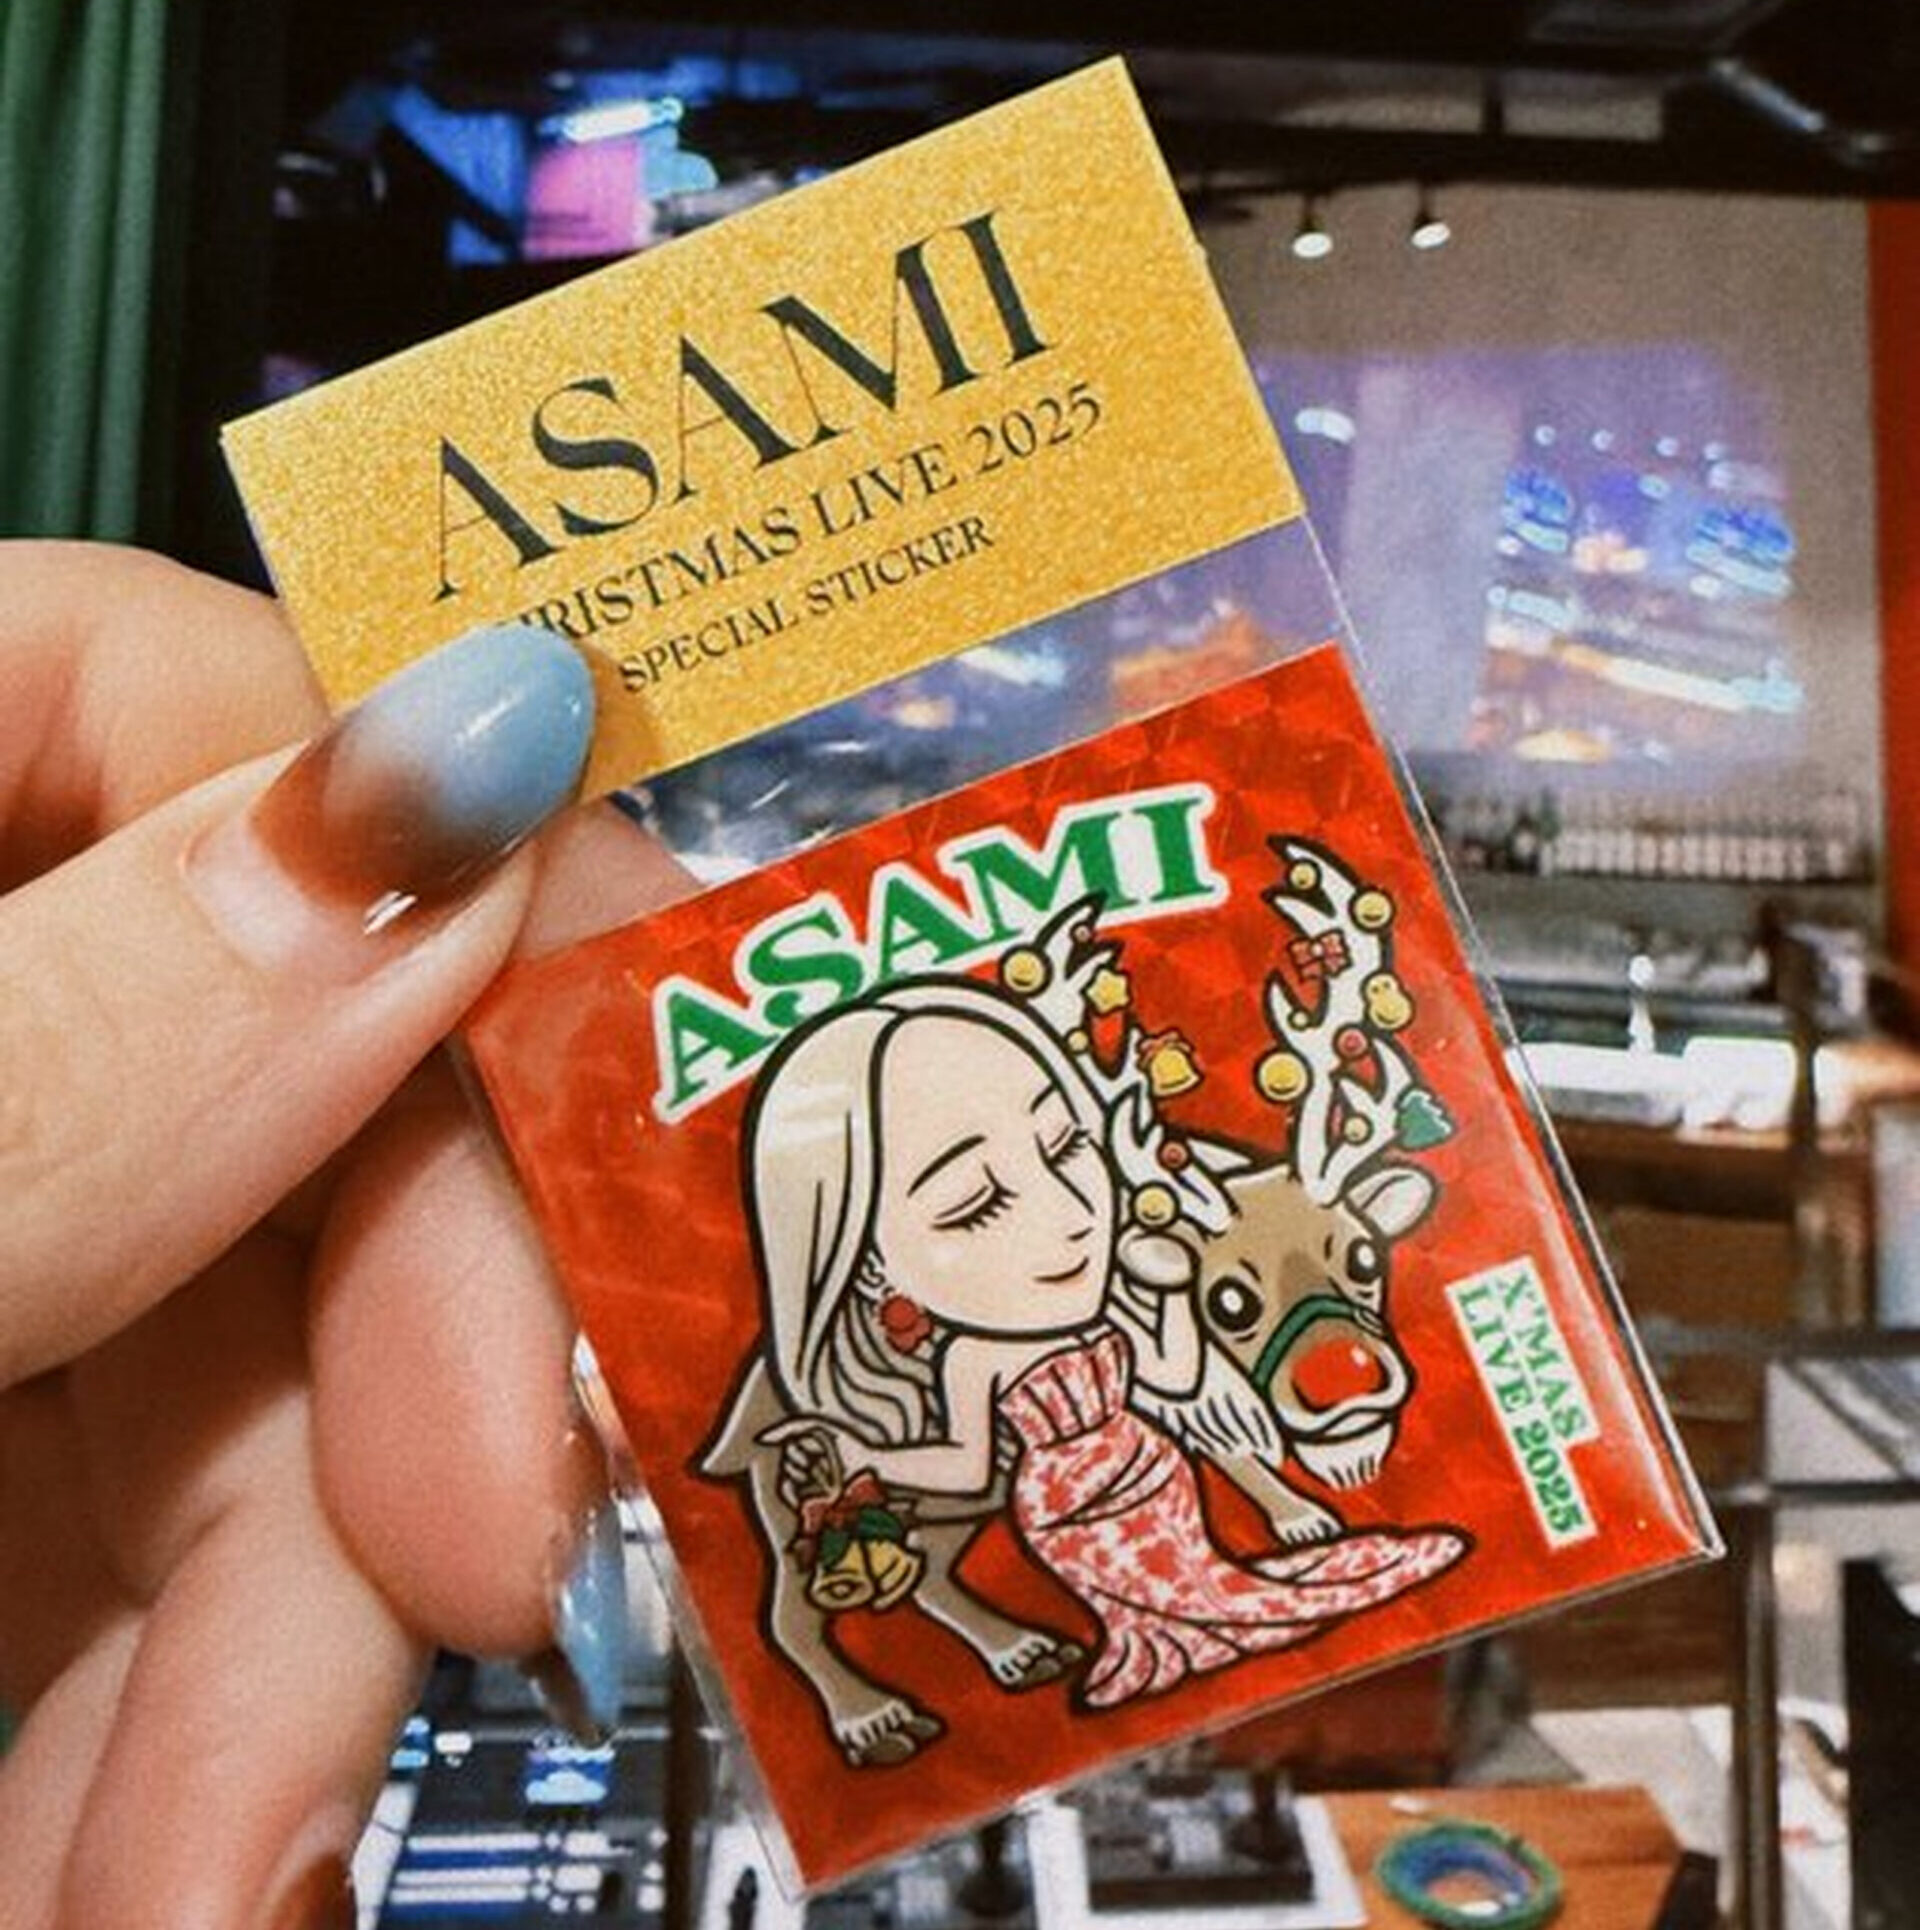 ASAMI
CHRISTMAS LIVE 2025
SPECIAL STICKER
ASAMI
X'MAS
LIVE 2025